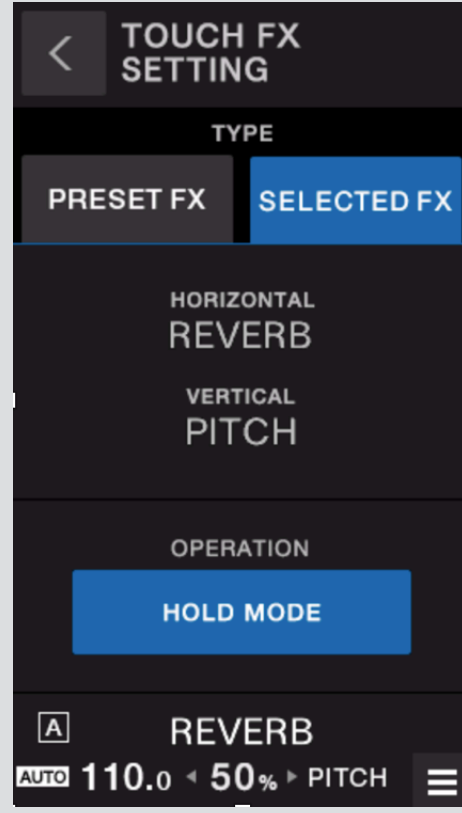 TOUCH FX
SETTING
TYPE
PRESET FX SELECTED FX
HORIZONTAL
REVERB
VERTICAL
PITCH
OPERATION
HOLD MODE
A REVERB
AUTO 110.0 50% PITCH